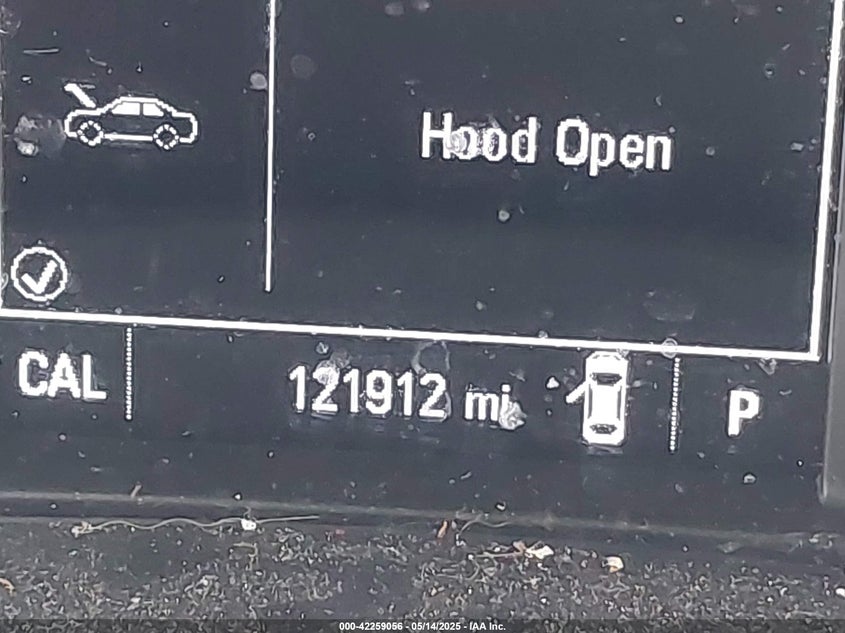 Hood Open
CAL 121912 mi P
000-42259056 - 05/14/2025 - IAA Inc.